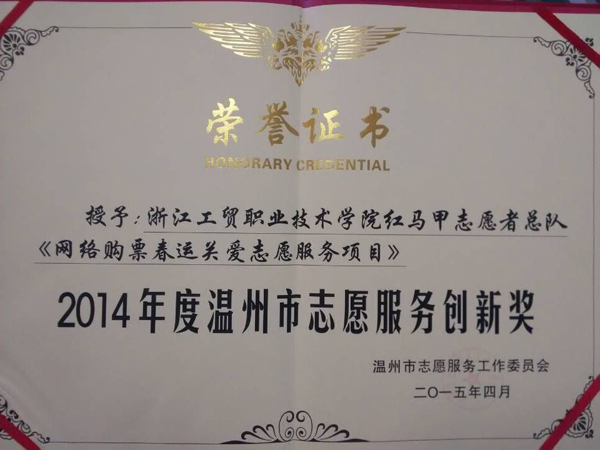 荣誉证书
HONORARY CREDENTIAL
授予：浙江工贸职业技术学院红马甲志愿者总队
《网络购票春运关爱志愿服务项目》
2014年度温州市志愿服务创新奖
温州市志愿服务工作委员会
二〇一五年四月